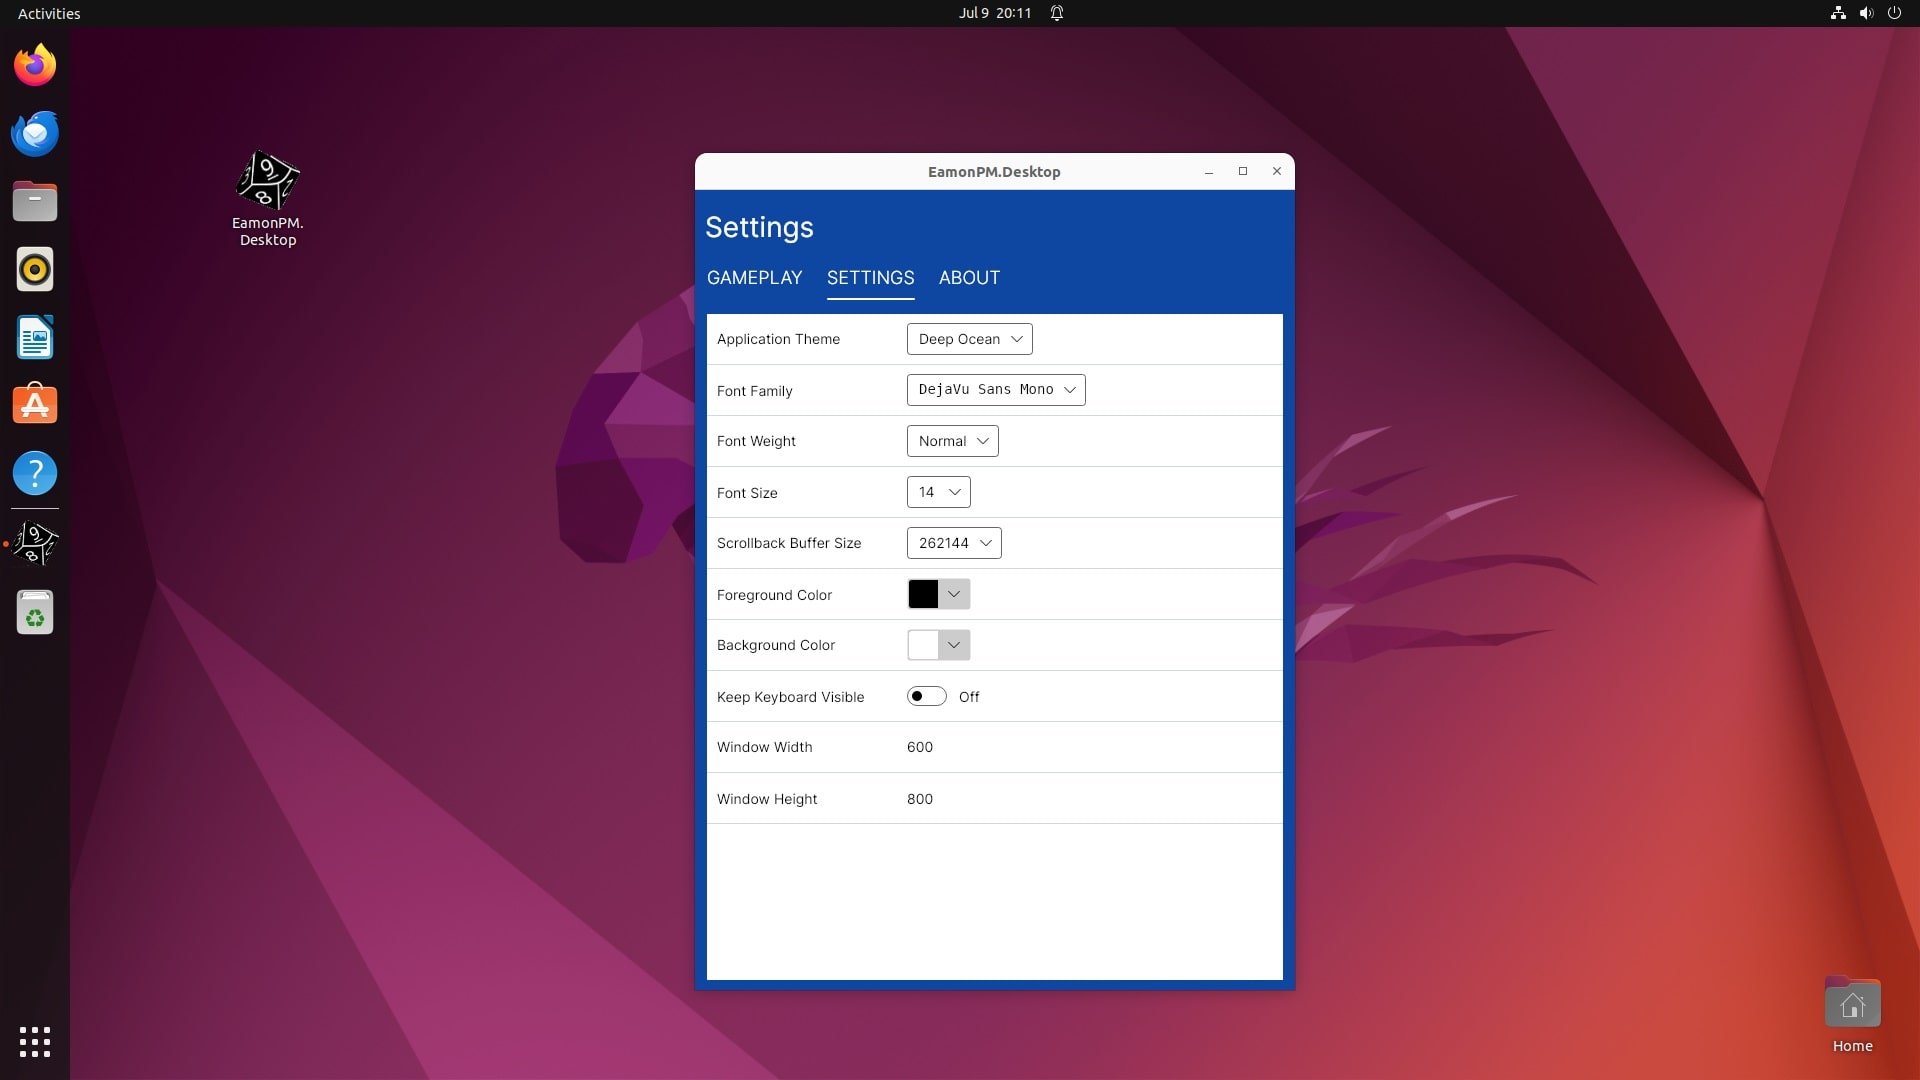 Activities
Jul 9 20:11
EamonPM.
Desktop
EamonPM.Desktop
Settings
GAMEPLAY SETTINGS ABOUT
Application Theme Deep Ocean
Font Family DejaVu Sans Mono
Font Weight Normal
Font Size 14
Scrollback Buffer Size 262144
Foreground Color
Background Color
Keep Keyboard Visible Off
Window Width 600
Window Height 800
Home